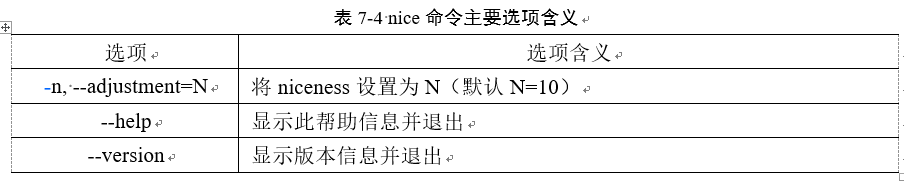 表 7-4 nice 命令主要选项含义
选项 选项含义
-n, --adjustment=N 将 niceness 设置为 N（默认 N=10）
--help 显示此帮助信息并退出
--version 显示版本信息并退出